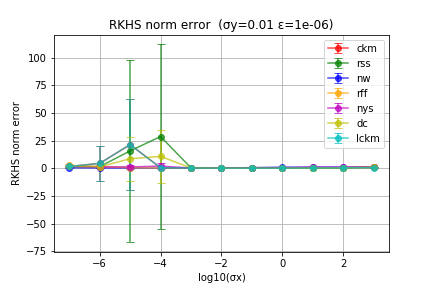 RKHS norm error (σy=0.01 ε=1e-06)
RKHS norm error
100
75
50
25
0
−25
−50
−75
ckm
rss
nw
rff
nys
dc
lckm
−6 −4 −2 0 2
log10(σx)